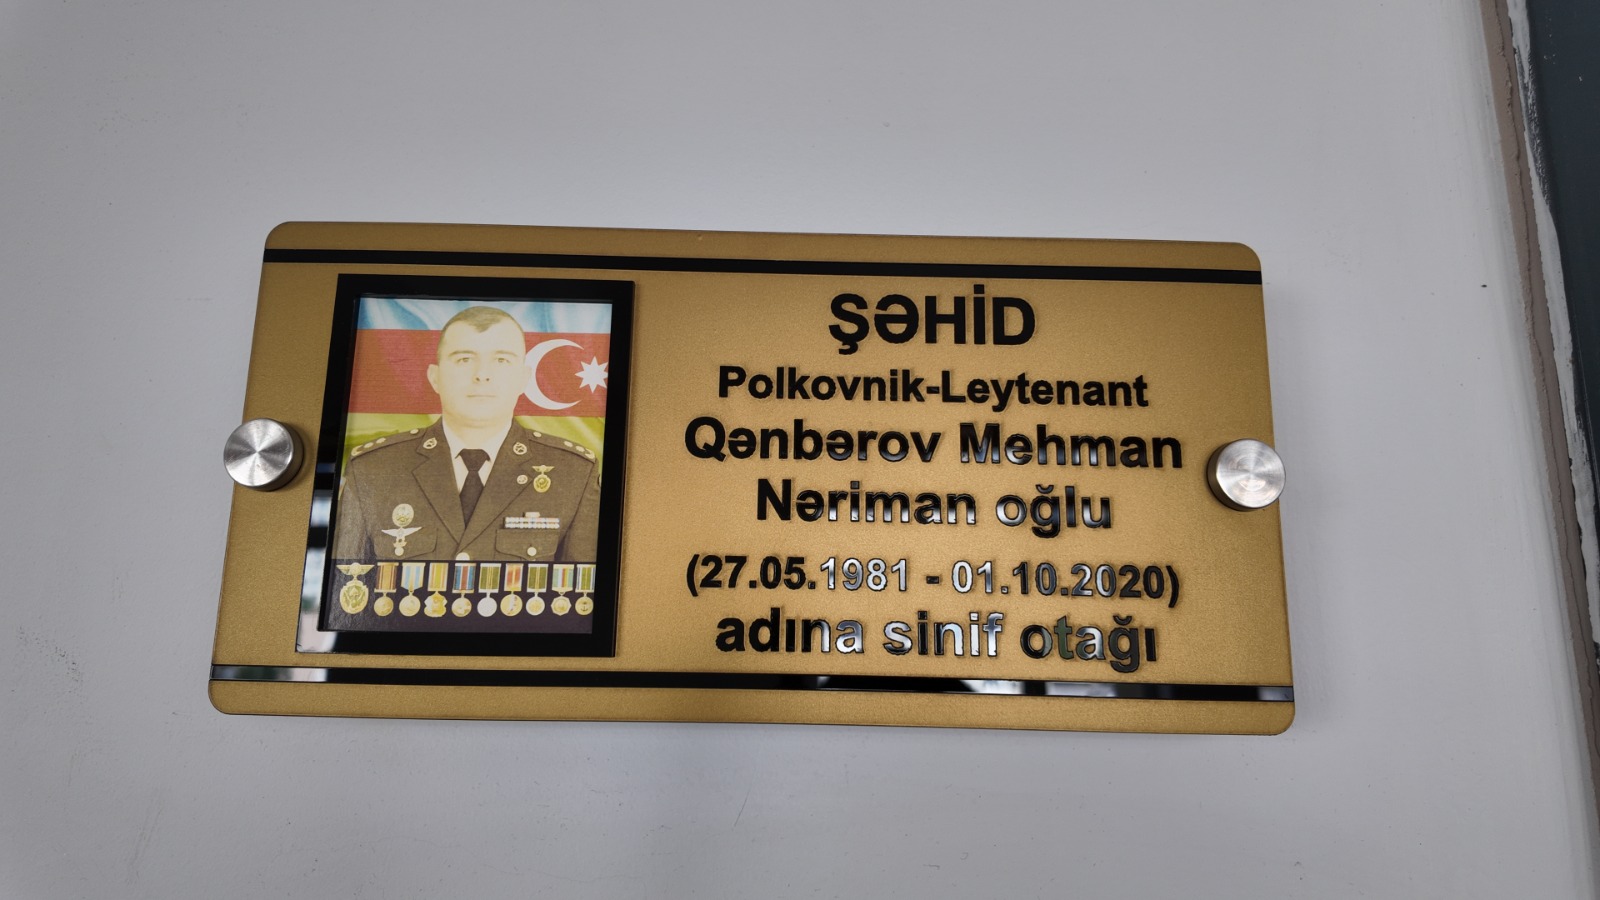 ŞƏHİD
Polkovnik-Leytenant
Qənbərov Mehman
Nəriman oğlu
(27.05.1981 - 01.10.2020)
adına sinif otağı